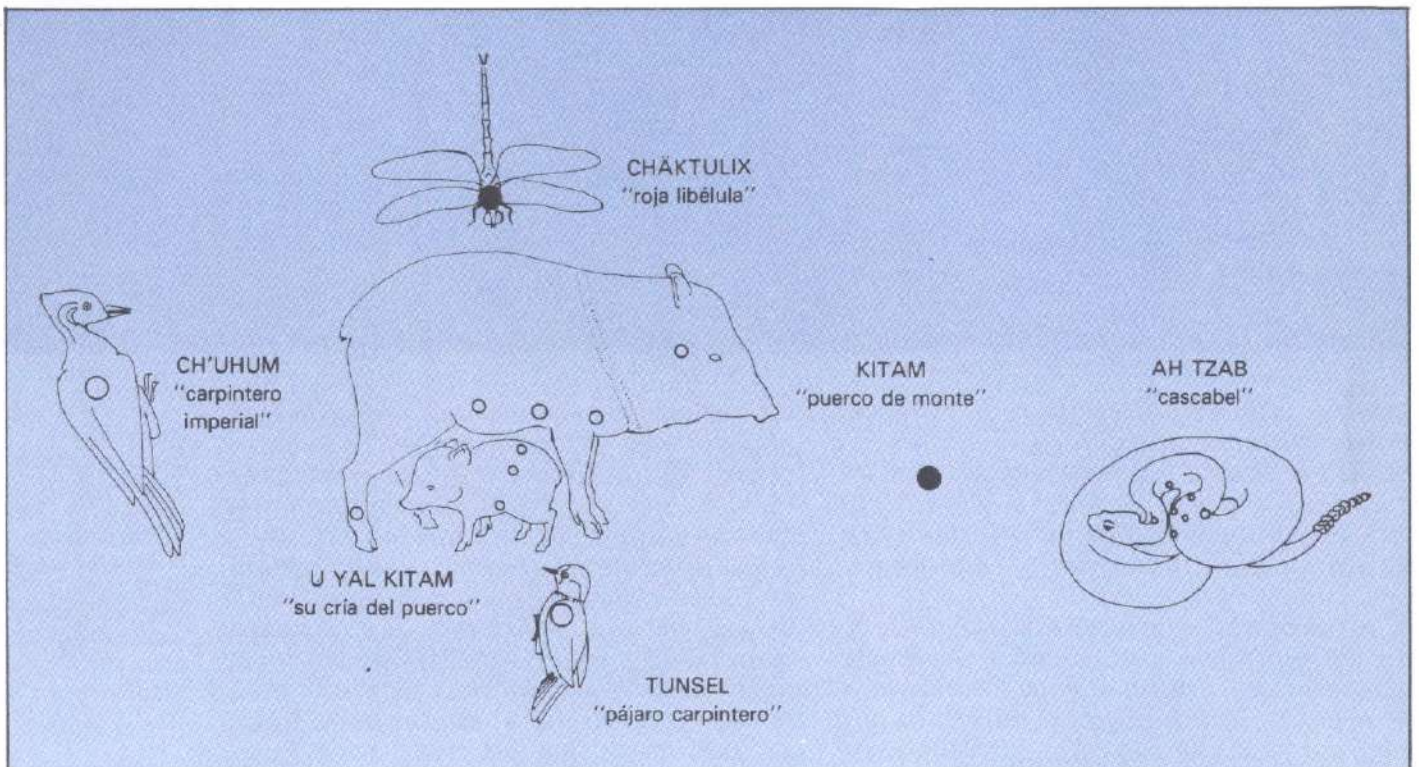 CHÄKTULIX
"roja libélula"
CH'UHUM
"carpintero
imperial"
KITAM
"puerco de monte"
AH TZAB
"cascabel"
U YAL KITAM
"su cría del puerco"
TUNSEL
"pájaro carpintero"